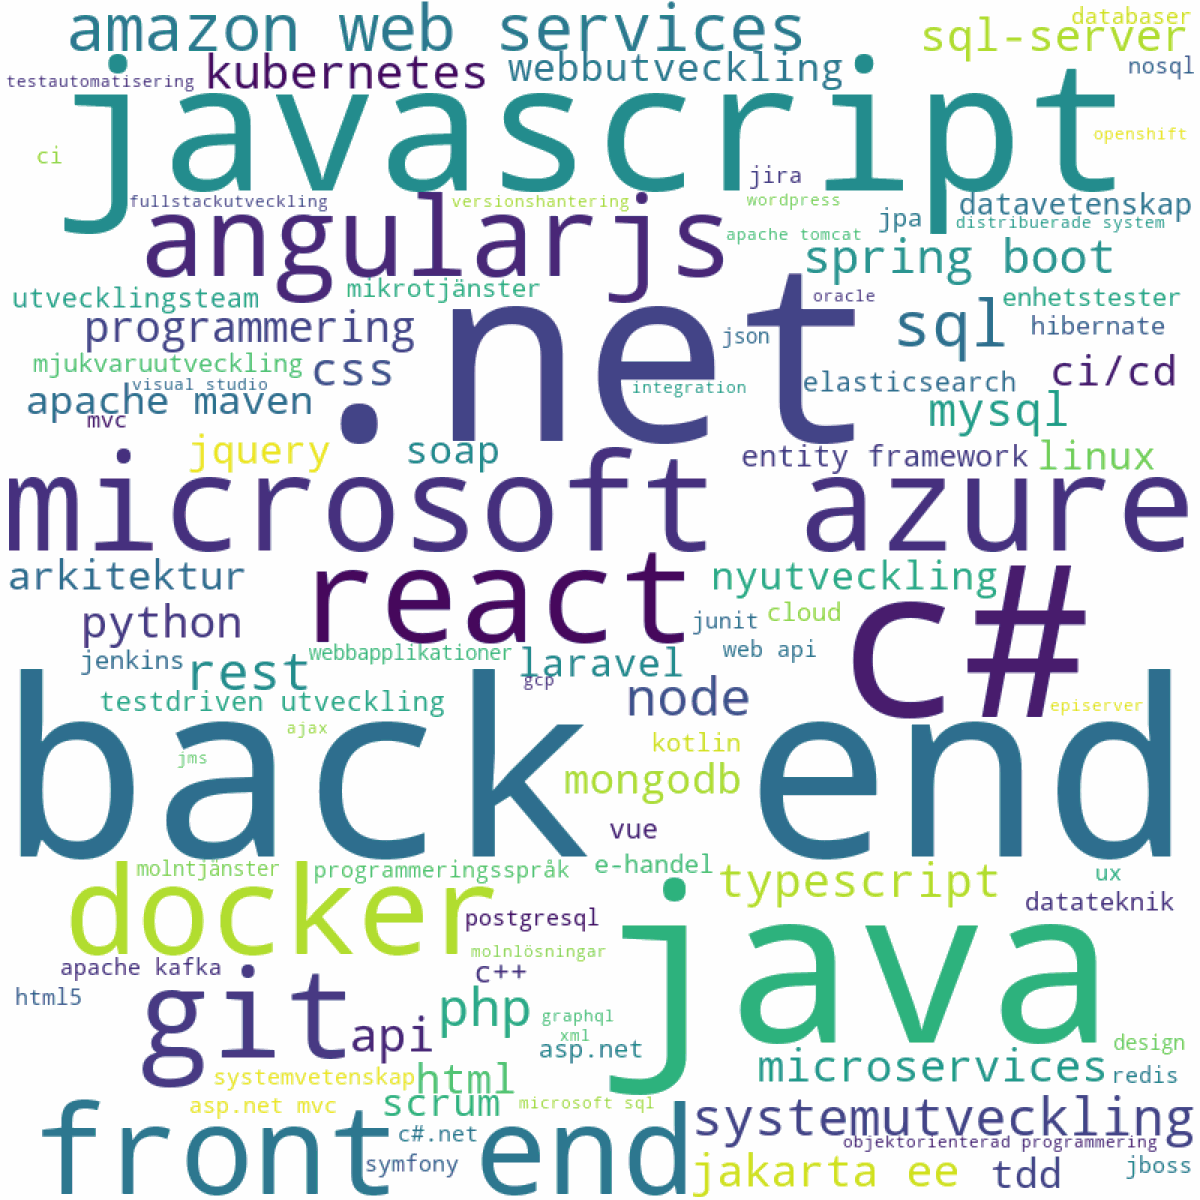 amazon web services
databaser
sql-server
testautomatisering
kubernetes
webbutveckling
nosql
javascript
openshift
ci
jira
fullstackutveckling
versionshantering
wordpress
datavetenskap
angularjs
jpa
distribuerade system
apache tomcat
spring boot
utvecklingsteam
mikrotjänster
oracle
enhetstester
programmering
.net
json
sql
hibernate
mjukvaruutveckling
css
ci/cd
visual studio
integration
elasticsearch
apache maven
mysql
mvc
jquery
soap
entity framework
linux
microsoft azure
arkitektur
react
nyutveckling
c#
python
junit
cloud
jenkins
rest
webbapplikationer
laravel
web api
gcp
testdriven utveckling
node
episerver
ajax
back end
kotlin
jms
mongodb
vue
molntjänster
programmeringsspråk
e-handel
typescript
ux
docker
postgresql
java
datateknik
molnlösningar
apache kafka
c++
html5
git
php
graphql
api
xml
asp.net
design
systemvetenskap
html
microservices
redis
asp.net mvc
scrum
microsoft sql
systemutveckling
front end
c#.net
objektorienterad programmering
symfony
jakarta ee
tdd
jboss